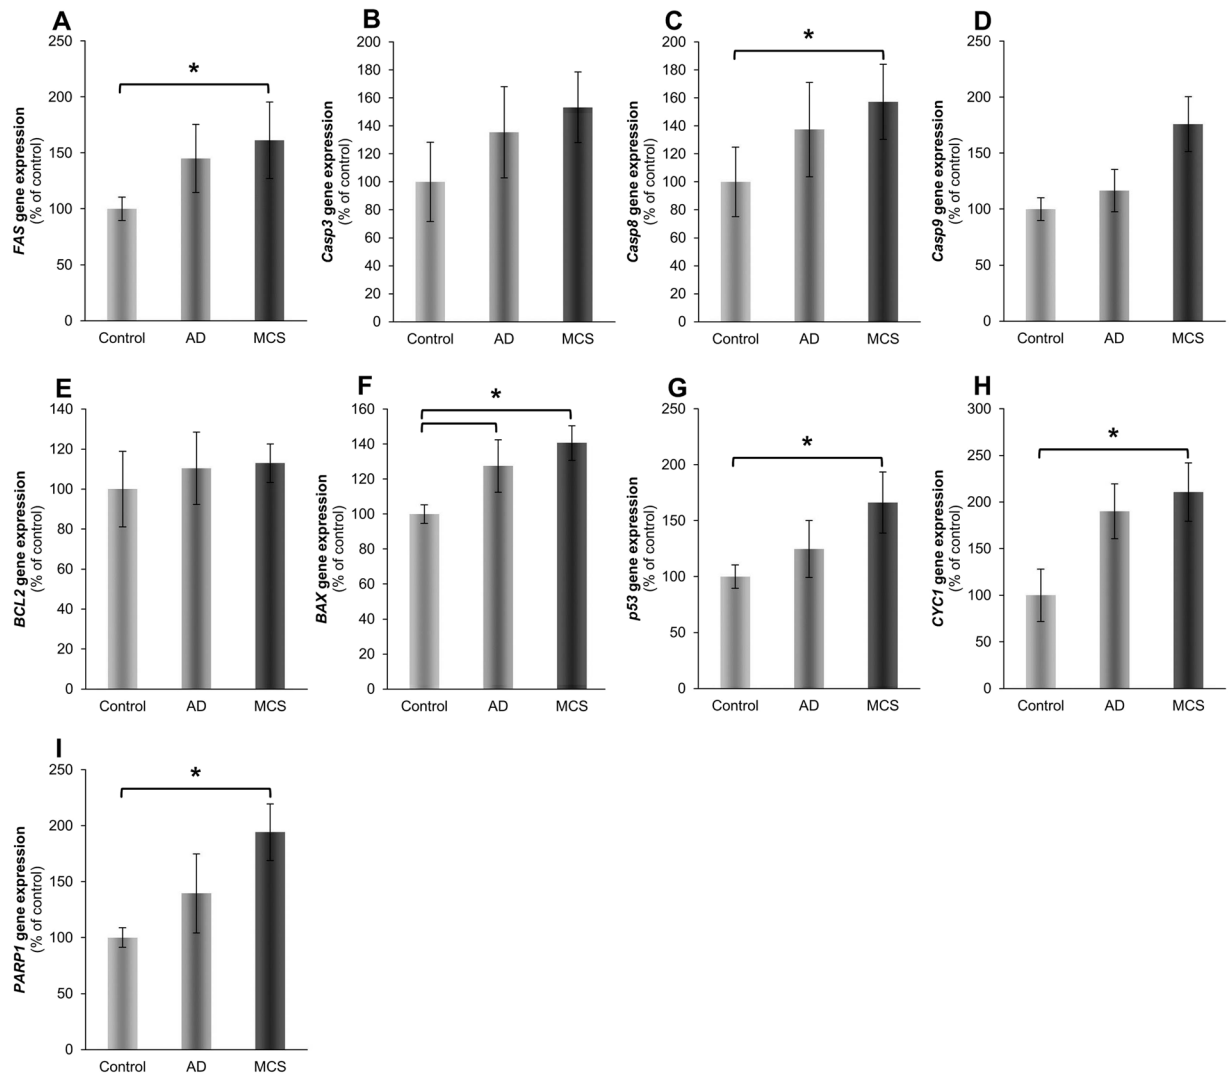 A
FAS gene expression
(% of control)
250
200
150
100
50
0
*
Control AD MCS
B
Casp3 gene expression
(% of control)
200
180
160
140
120
100
80
60
40
20
0
Control AD MCS
C
Casp8 gene expression
(% of control)
200
180
160
140
120
100
80
60
40
20
0
*
Control AD MCS
D
Casp9 gene expression
(% of control)
250
200
150
100
50
0
Control AD MCS
E
BCL2 gene expression
(% of control)
140
120
100
80
60
40
20
0
Control AD MCS
F
BAX gene expression
(% of control)
160
140
120
100
80
60
40
20
0
*
Control AD MCS
G
p53 gene expression
(% of control)
250
200
150
100
50
0
*
Control AD MCS
H
CYC1 gene expression
(% of control)
300
250
200
150
100
50
0
*
Control AD MCS
I
PARP1 gene expression
(% of control)
250
200
150
100
50
0
*
Control AD MCS